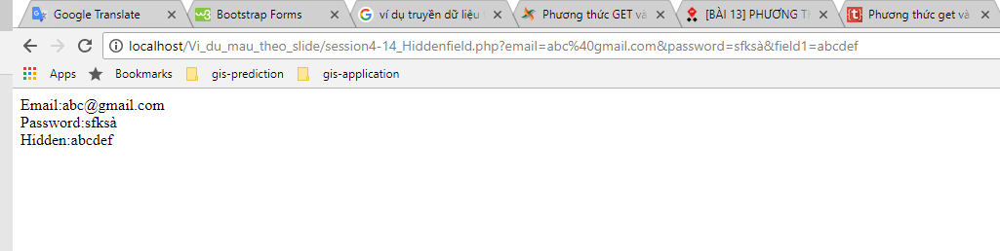 Google Translate
Bootstrap Forms
ví dụ truyền dữ liệu
Phương thức GET và
[BÀI 13] PHƯƠNG T
Phương thức get và
localhost/Vi_du_mau_theo_slide/session4-14_Hiddenfield.php?email=abc%40gmail.com&password=sfksà&field1=abcdef
Apps Bookmarks gis-prediction gis-application
Email:abc@gmail.com
Password:sfksà
Hidden:abcdef